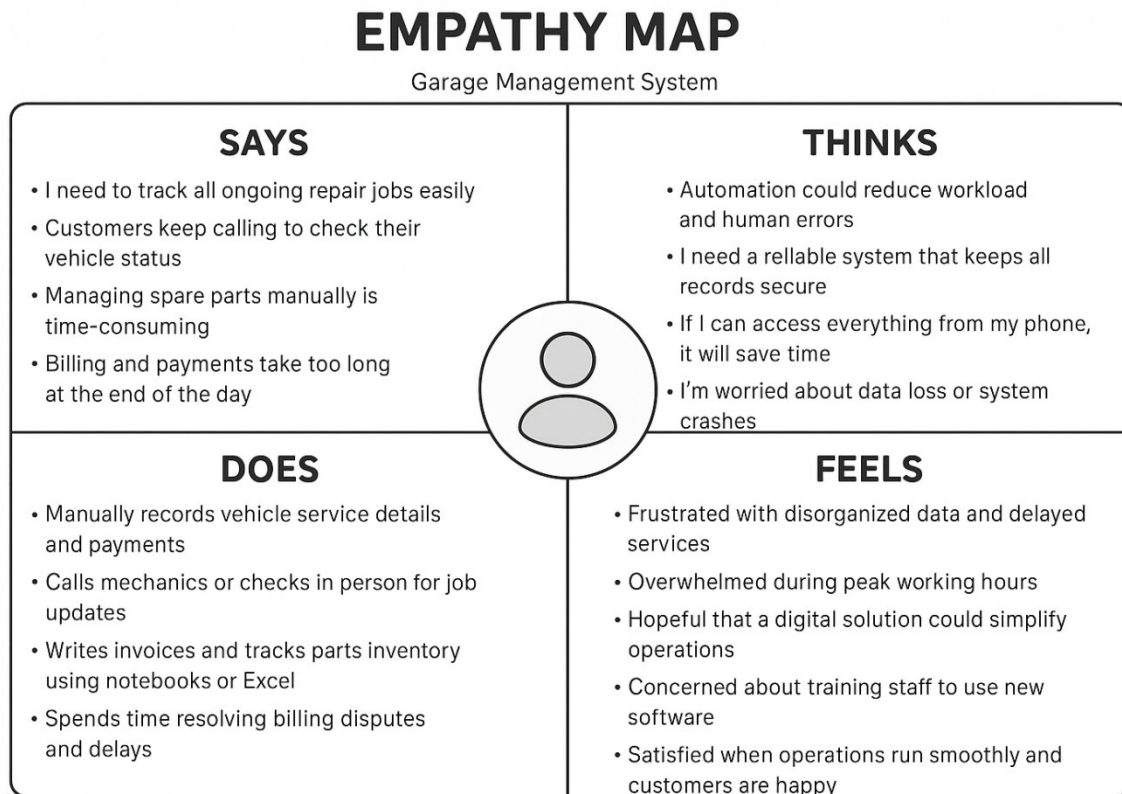 EMPATHY MAP
Garage Management System
SAYS
• I need to track all ongoing repair jobs easily
• Customers keep calling to check their
vehicle status
• Managing spare parts manually is
time-consuming
• Billing and payments take too long
at the end of the day
THINKS
• Automation could reduce workload
and human errors
• I need a rellable system that keeps all
records secure
• If I can access everything from my phone,
it will save time
• I’m worried about data loss or system
crashes
DOES
• Manually records vehicle service details
and payments
• Calls mechanics or checks in person for job
updates
• Writes invoices and tracks parts inventory
using notebooks or Excel
• Spends time resolving billing disputes
and delays
FEELS
• Frustrated with disorganized data and delayed
services
• Overwhelmed during peak working hours
• Hopeful that a digital solution could simplify
operations
• Concerned about training staff to use new
software
• Satisfied when operations run smoothly and
customers are happy